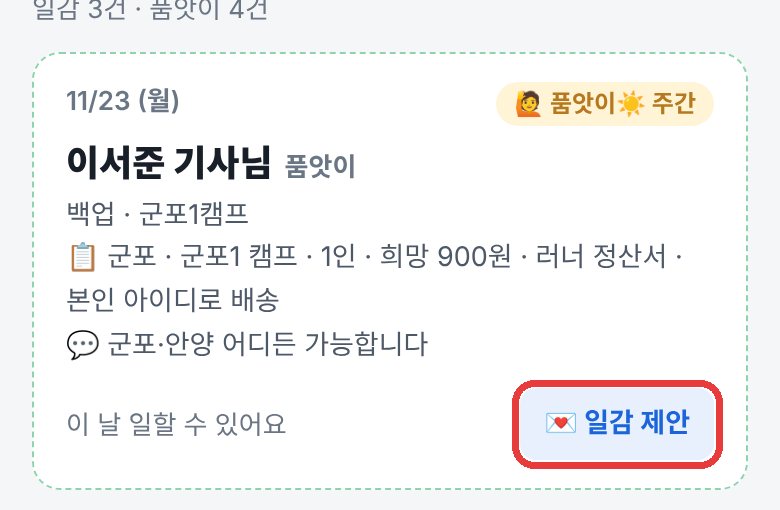 일감 3건 · 품앗이 4건
11/23 (월)
🙋 품앗이☀️ 주간
이서준 기사님 품앗이
백업 · 군포1캠프
📋 군포 · 군포1 캠프 · 1인 · 희망 900원 · 러너 정산서 ·
본인 아이디로 배송
💬 군포·안양 어디든 가능합니다
이 날 일할 수 있어요
💌 일감 제안